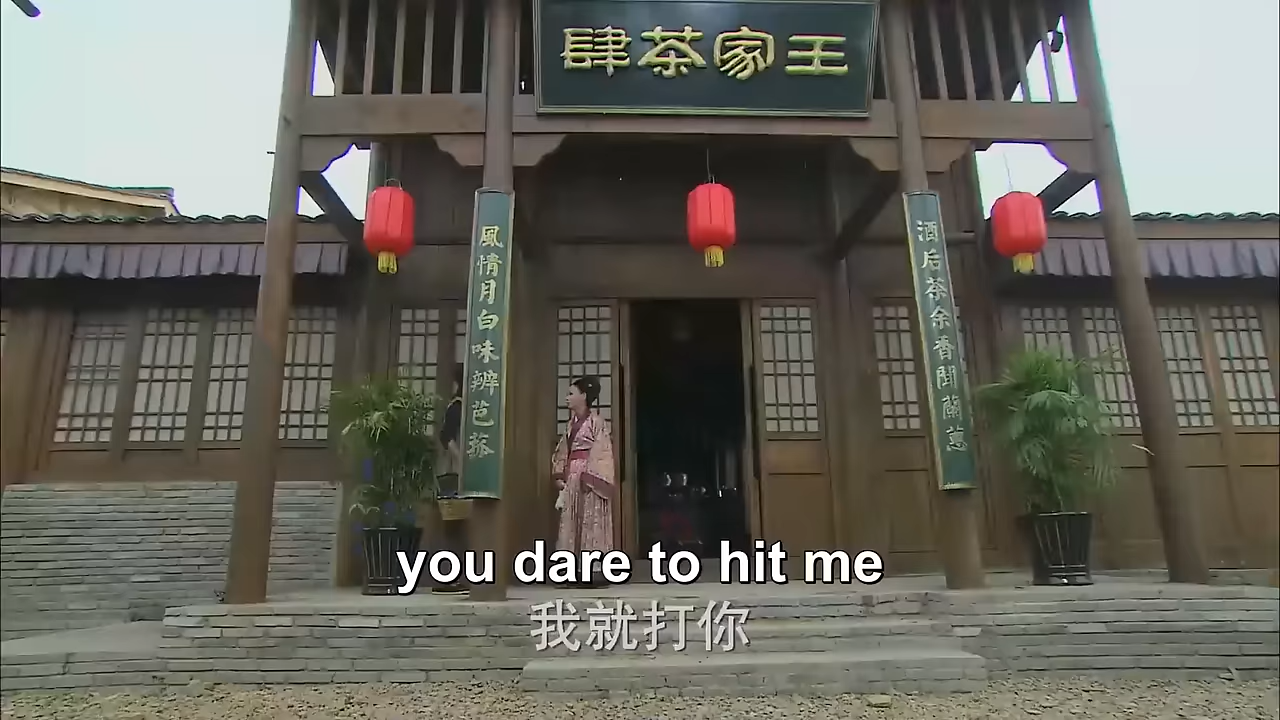 王家茶肆
酒后茶余香聞蘭蕙
風情月白味辨芭
you dare to hit me
我就打你